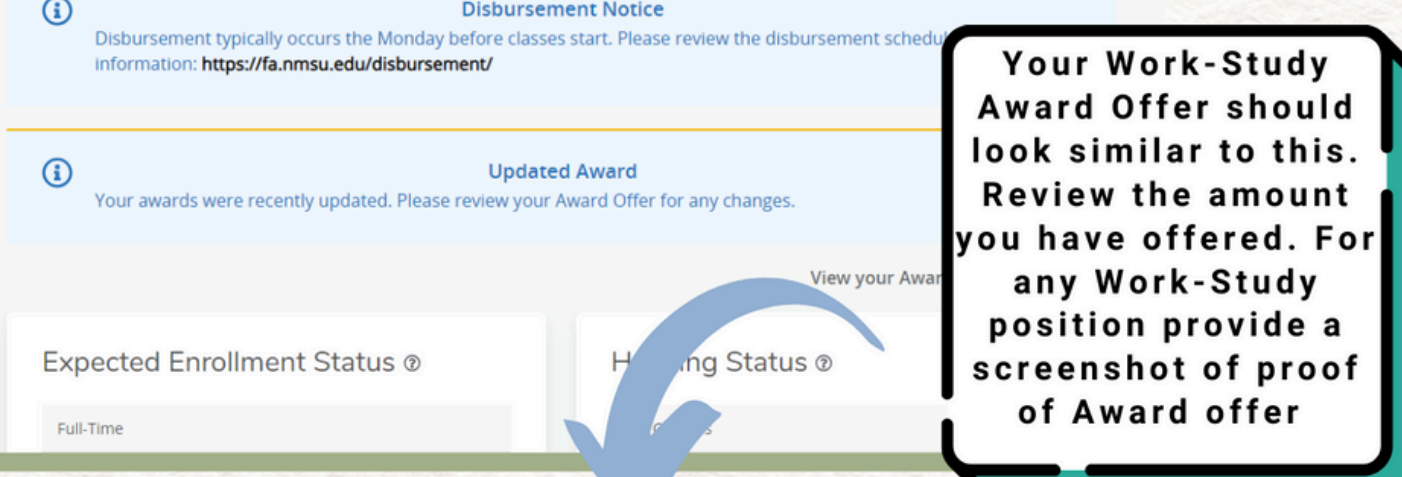 Disbursement Notice
Disbursement typically occurs the Monday before classes start. Please review the disbursement
information: https://fa.nmsu.edu/disbursement/
Updated Award
Your awards were recently updated. Please review your Award Offer for any changes.
View your
Expected Enrollment Status
Status
Full-Time
Your Work-Study
Award Offer should
look similar to this.
Review the amount
you have offered. For
any Work-Study
position provide a
screenshot of proof
of Award offer